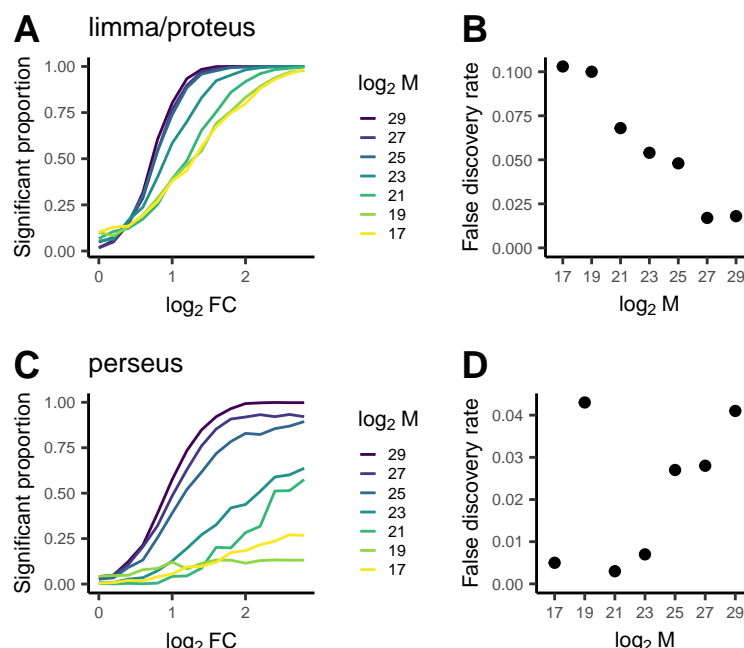 A limma/proteus
Significant proportion
1.00
0.75
0.50
0.25
0.00
0 1 2
log₂ FC
log₂ M
29
27
25
23
21
19
17
B
False discovery rate
0.100
0.075
0.050
0.025
0.000
17 19 21 23 25 27 29
log₂ M
C perseus
Significant proportion
1.00
0.75
0.50
0.25
0.00
0 1 2
log₂ FC
log₂ M
29
27
25
23
21
19
17
D
False discovery rate
0.04
0.03
0.02
0.01
0.00
17 19 21 23 25 27 29
log₂ M